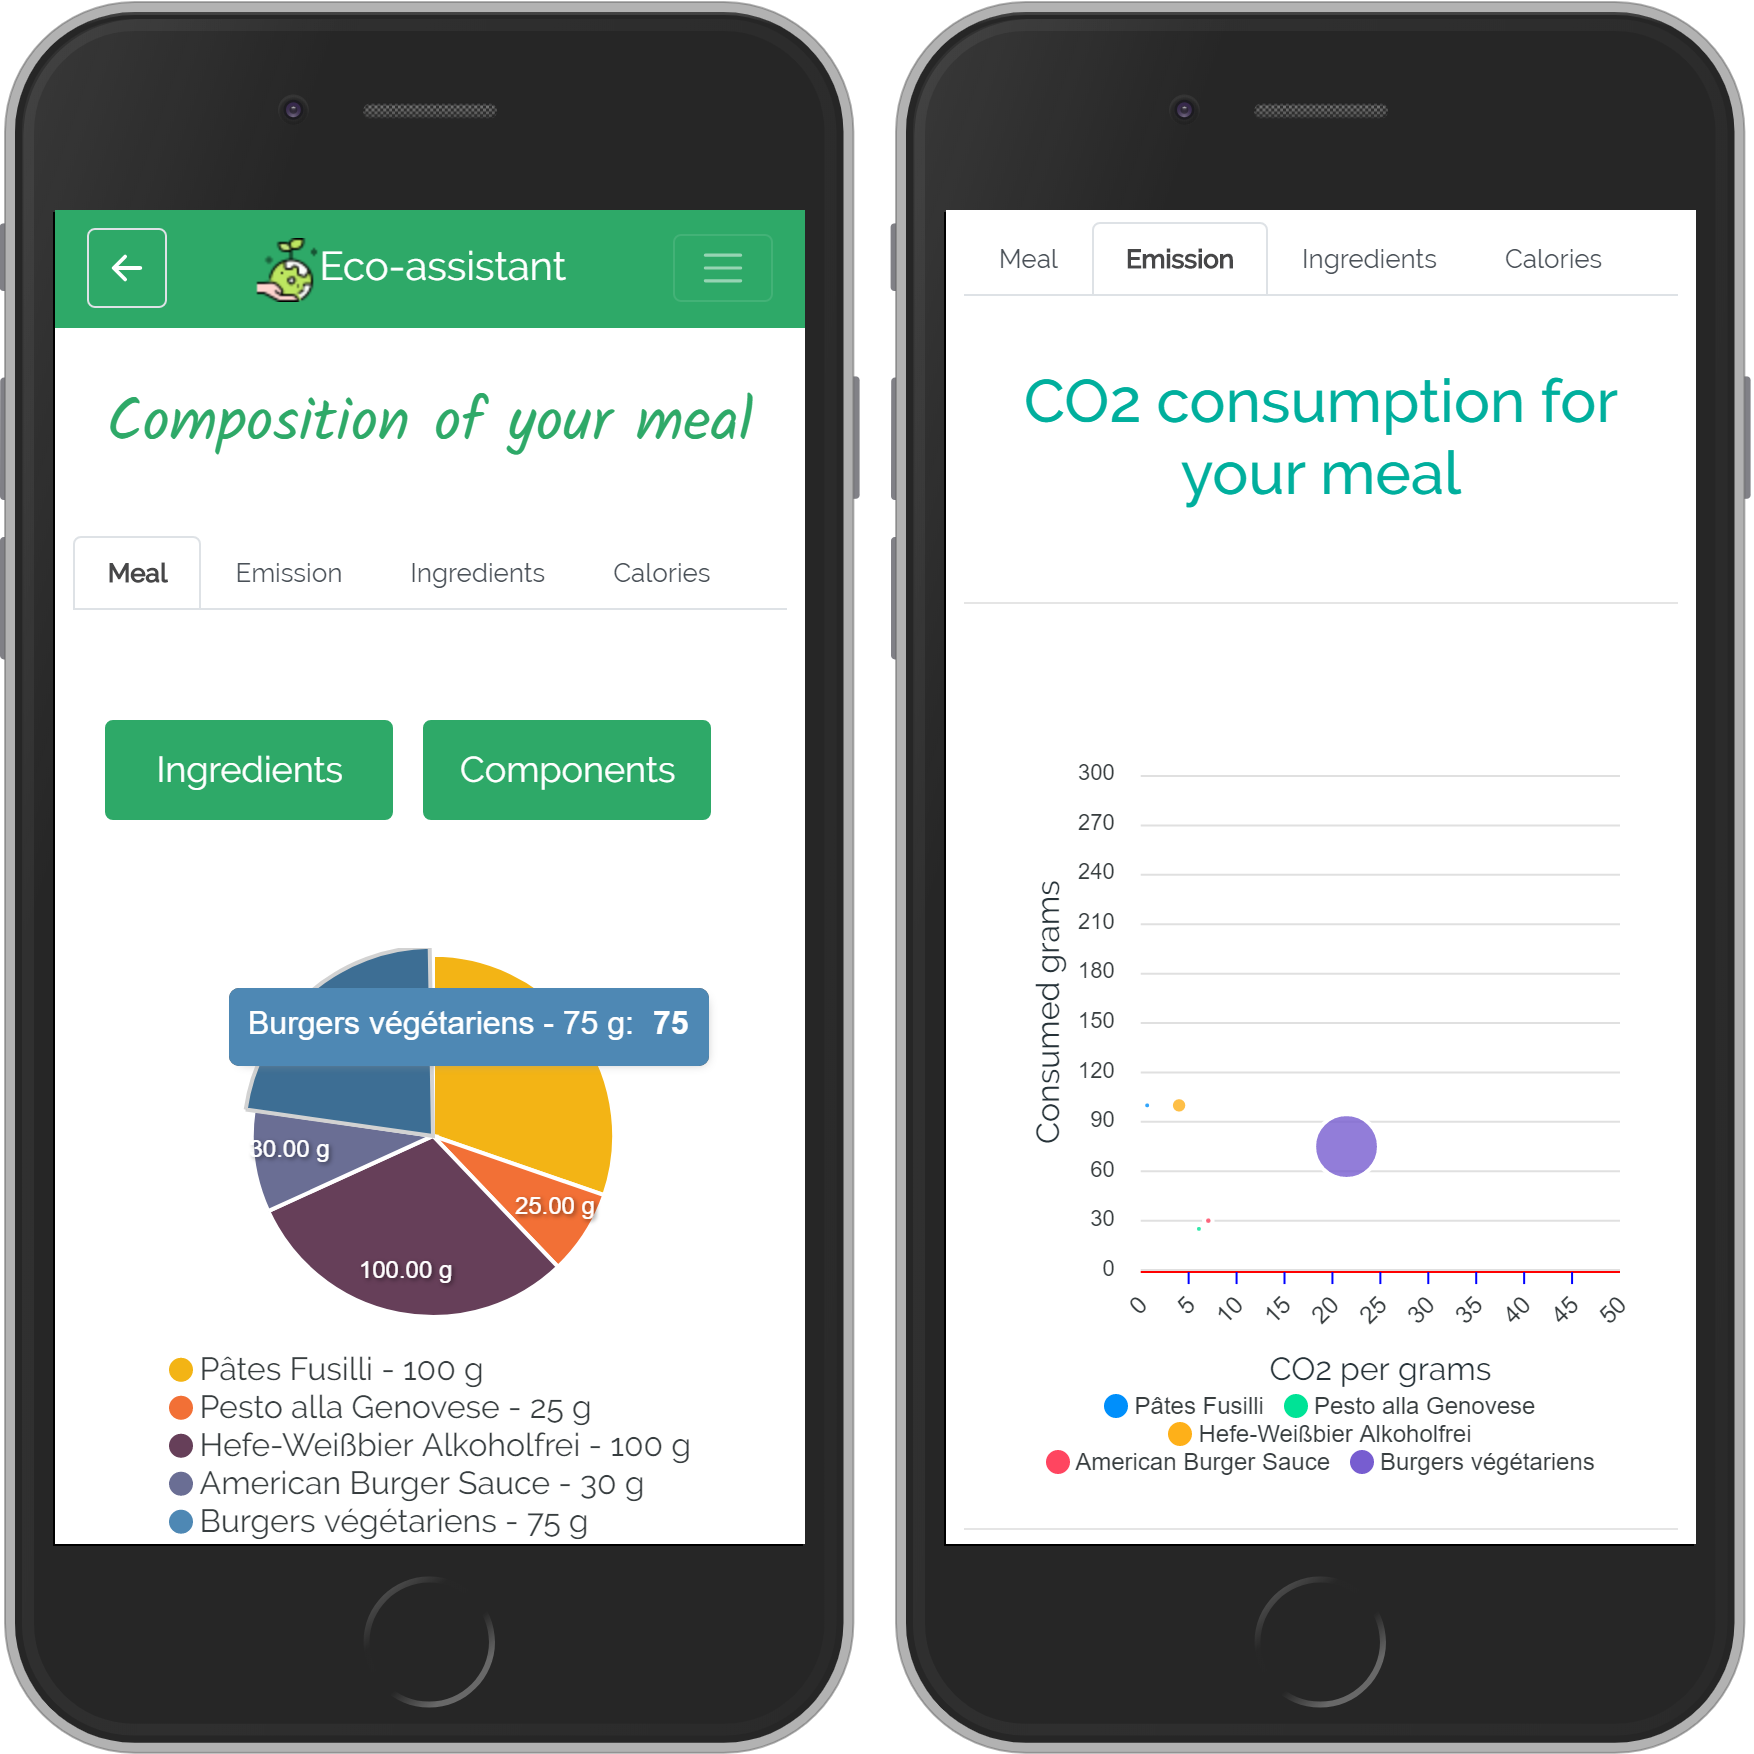 Eco-assistant
Composition of your meal
Meal
Emission
Ingredients
Calories
Ingredients
Components
Burgers végétariens - 75 g: 75
30.00 g
25.00 g
100.00 g
Pâtes Fusilli - 100 g
Pesto alla Genovese - 25 g
Hefe-Weißbier Alkoholfrei - 100 g
American Burger Sauce - 30 g
Burgers végétariens - 75 g
Meal
Emission
Ingredients
Calories
CO2 consumption for
your meal
Consumed grams
300
270
240
210
180
150
120
90
60
30
0
0
5
10
15
20
25
30
35
40
45
50
CO2 per grams
Pâtes Fusilli
Pesto alla Genovese
Hefe-Weißbier Alkoholfrei
American Burger Sauce
Burgers végétariens